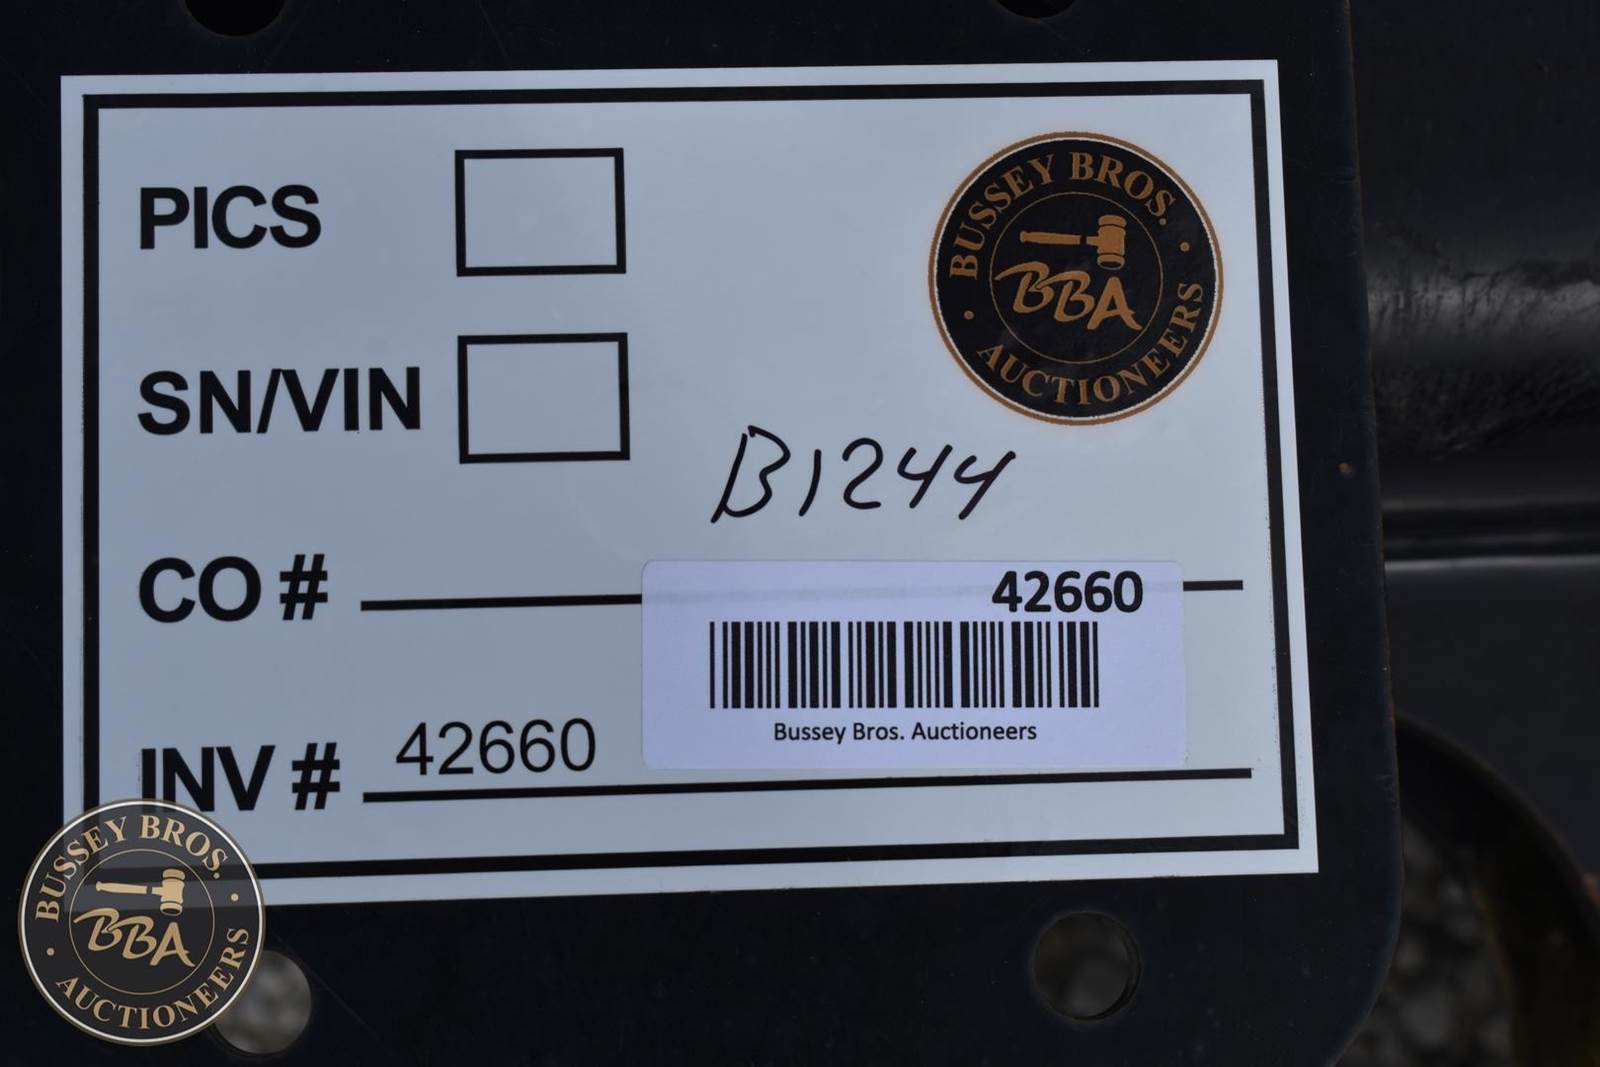 PICS
BUSSEY BROS.
BBA
AUCTIONEERS
SN/VIN
B1244
CO #
42660
Bussey Bros. Auctioneers
INV # 42660
BUSSEY BROS.
BBA
AUCTIONEERS